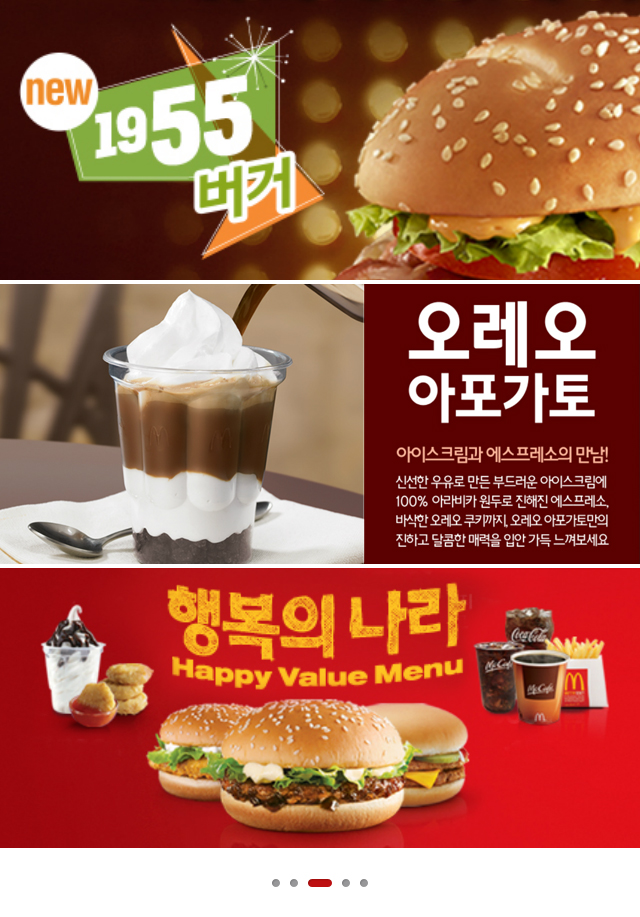 new
1955
버거
오레오
아포가토
아이스크림과 에스프레소의 만남!
신선한 우유로 만든 부드러운 아이스크림에
100% 아라비카 원두로 진해진 에스프레소,
바삭한 오레오 쿠키까지, 오레오 아포가토만의
진하고 달콤한 매력을 입안 가득 느껴보세요
행복의 나라
Happy Value Menu
Coca-Cola
McCafé
McCafé